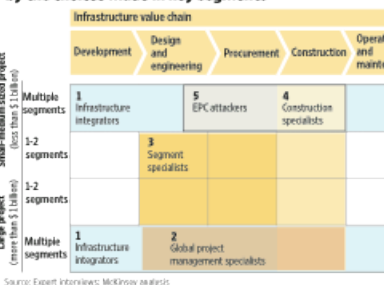 Infrastructure value chain
Development
Design
and
engineering
Procurement
Construction
and
Small-medium sized project
(less than $1 billion)
Multiple
segments
1
Infrastructure
integrators
5
EPC attackers
4
Construction
specialists
1-2
segments
3
Segment
specialists
Large project
(more than $1 billion)
1-2
segments
Multiple
segments
1
Infrastructure
integrators
2
Global project
management specialists
Source: Expert interviews; McKinsey analysis